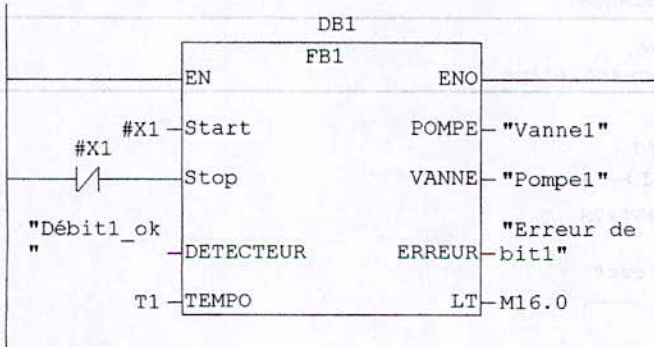 DB1
FB1
EN ENO
#X1 Start POMPE "Vanne1"
#X1
Stop VANNE "Pompe1"
"Débit1_ok
" DETECTEUR ERREUR "Erreur de
bit1"
T1 TEMPO LT M16.0